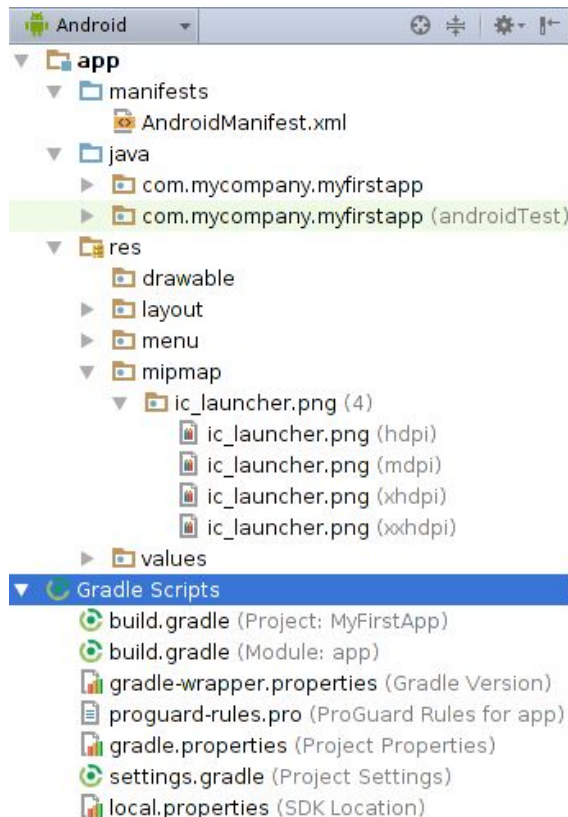 Android
app
manifests
AndroidManifest.xml
java
com.mycompany.myfirstapp
com.mycompany.myfirstapp (androidTest)
res
drawable
layout
menu
mipmap
ic_launcher.png (4)
ic_launcher.png (hdpi)
ic_launcher.png (mdpi)
ic_launcher.png (xhdpi)
ic_launcher.png (xxhdpi)
values
Gradle Scripts
build.gradle (Project: MyFirstApp)
build.gradle (Module: app)
gradle-wrapper.properties (Gradle Version)
proguard-rules.pro (ProGuard Rules for app)
gradle.properties (Project Properties)
settings.gradle (Project Settings)
local.properties (SDK Location)